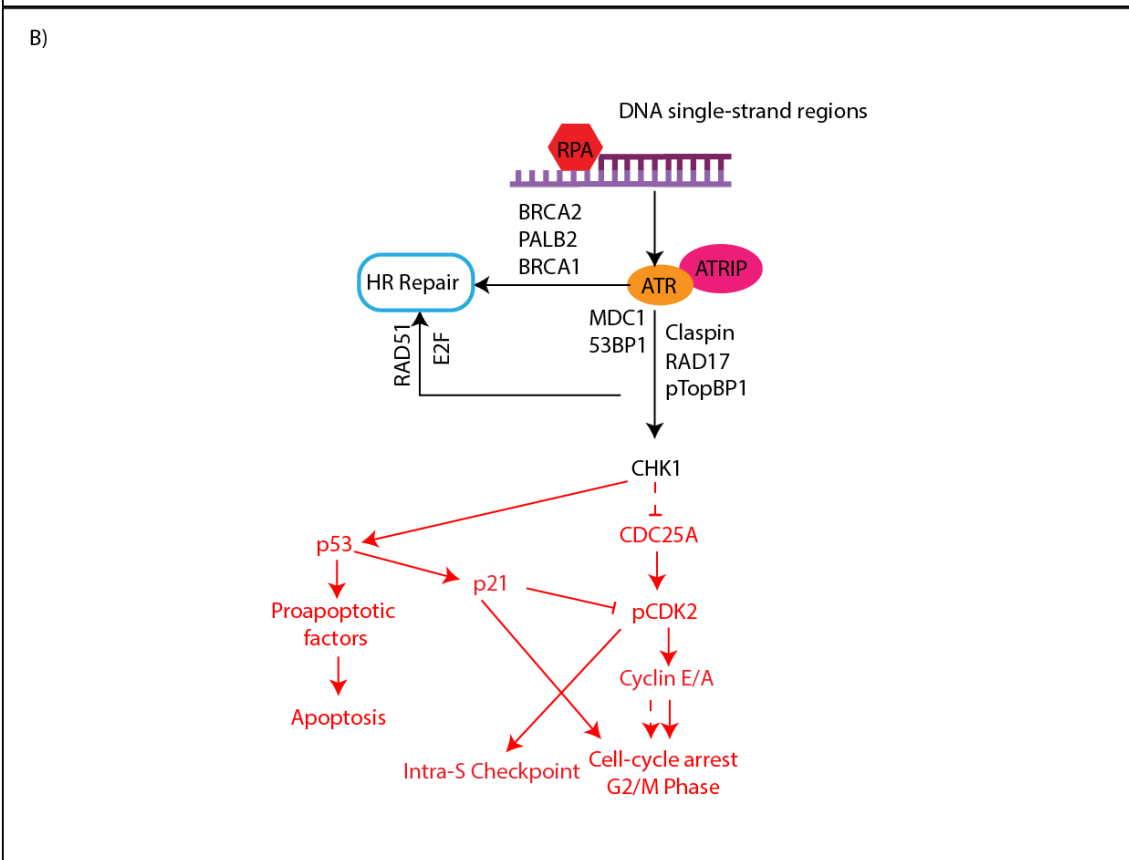 B)
DNA single-strand regions
RPA
BRCA2
PALB2
BRCA1
HR Repair
ATR
ATRIP
MDC1
53BP1
Claspin
RAD17
pTopBP1
RAD51
E2F
CHK1
CDC25A
p53
p21
pCDK2
Proapoptotic
factors
Cyclin E/A
Apoptosis
Intra-S Checkpoint
Cell-cycle arrest
G2/M Phase